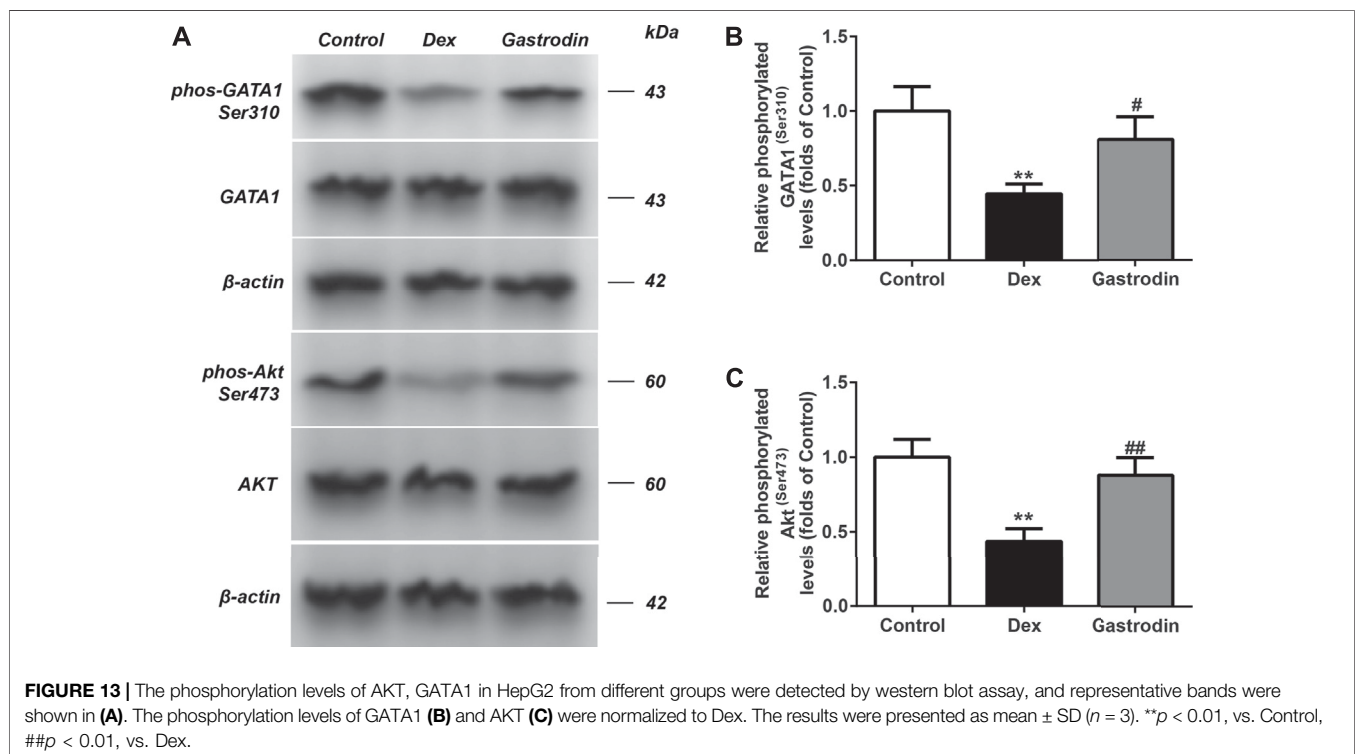 A
Control Dex Gastrodin kDa
phos-GATA1
Ser310
43
GATA1
43
β-actin
42
phos-Akt
Ser473
60
AKT
60
β-actin
42
B
Relative phosphorylated
GATA1 (Ser310)
levels (folds of Control)
1.5
1.0
0.5
0.0
**
#
Control Dex Gastrodin
C
Relative phosphorylated
Akt (Ser473)
levels (folds of Control)
1.5
1.0
0.5
0.0
**
##
Control Dex Gastrodin
FIGURE 13 | The phosphorylation levels of AKT, GATA1 in HepG2 from different groups were detected by western blot assay, and representative bands were
shown in (A). The phosphorylation levels of GATA1 (B) and AKT (C) were normalized to Dex. The results were presented as mean ± SD (n = 3). **p < 0.01, vs. Control,
##p < 0.01, vs. Dex.